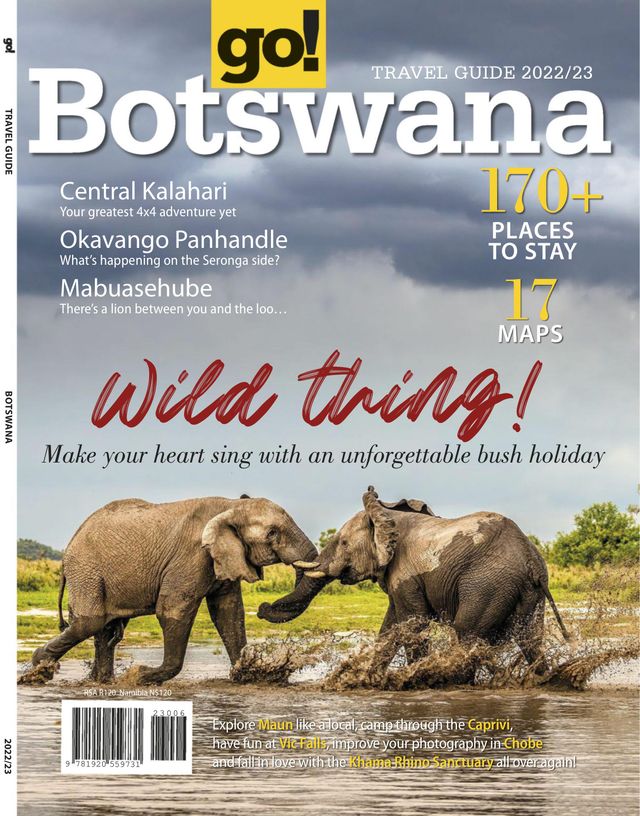 go!
TRAVEL GUIDE
BOTSWANA
2022/23
go!
TRAVEL GUIDE 2022/23
Botswana
Central Kalahari
Your greatest 4x4 adventure yet
Okavango Panhandle
What's happening on the Seronga side?
Mabuasehube
There's a lion between you and the loo…
170+
PLACES
TO STAY
17
MAPS
Wild thing!
Make your heart sing with an unforgettable bush holiday
RSA R120 Namibia N$120
23006
9 781920 559731
Explore Maun like a local, camp through the Caprivi,
have fun at Vic Falls, improve your photography in Chobe
and fall in love with the Khama Rhino Sanctuary all over again!